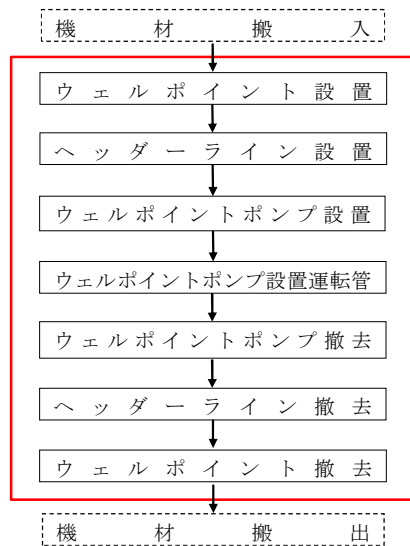 機材搬入
ウェルポイント設置
ヘッダーライン設置
ウェルポイントポンプ設置
ウェルポイントポンプ設置運転管
ウェルポイントポンプ撤去
ヘッダーライン撤去
ウェルポイント撤去
機材搬出